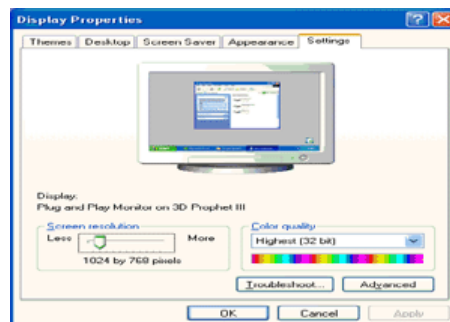 Display Properties
Themes Desktop Screen Saver Appearance Settings
Display:
Plug and Play Monitor on 3D Prophet III
Screen resolution
Less More
1024 by 768 pixels
Color quality
Highest (32 bit)
Troubleshoot... Advanced
OK Cancel Apply